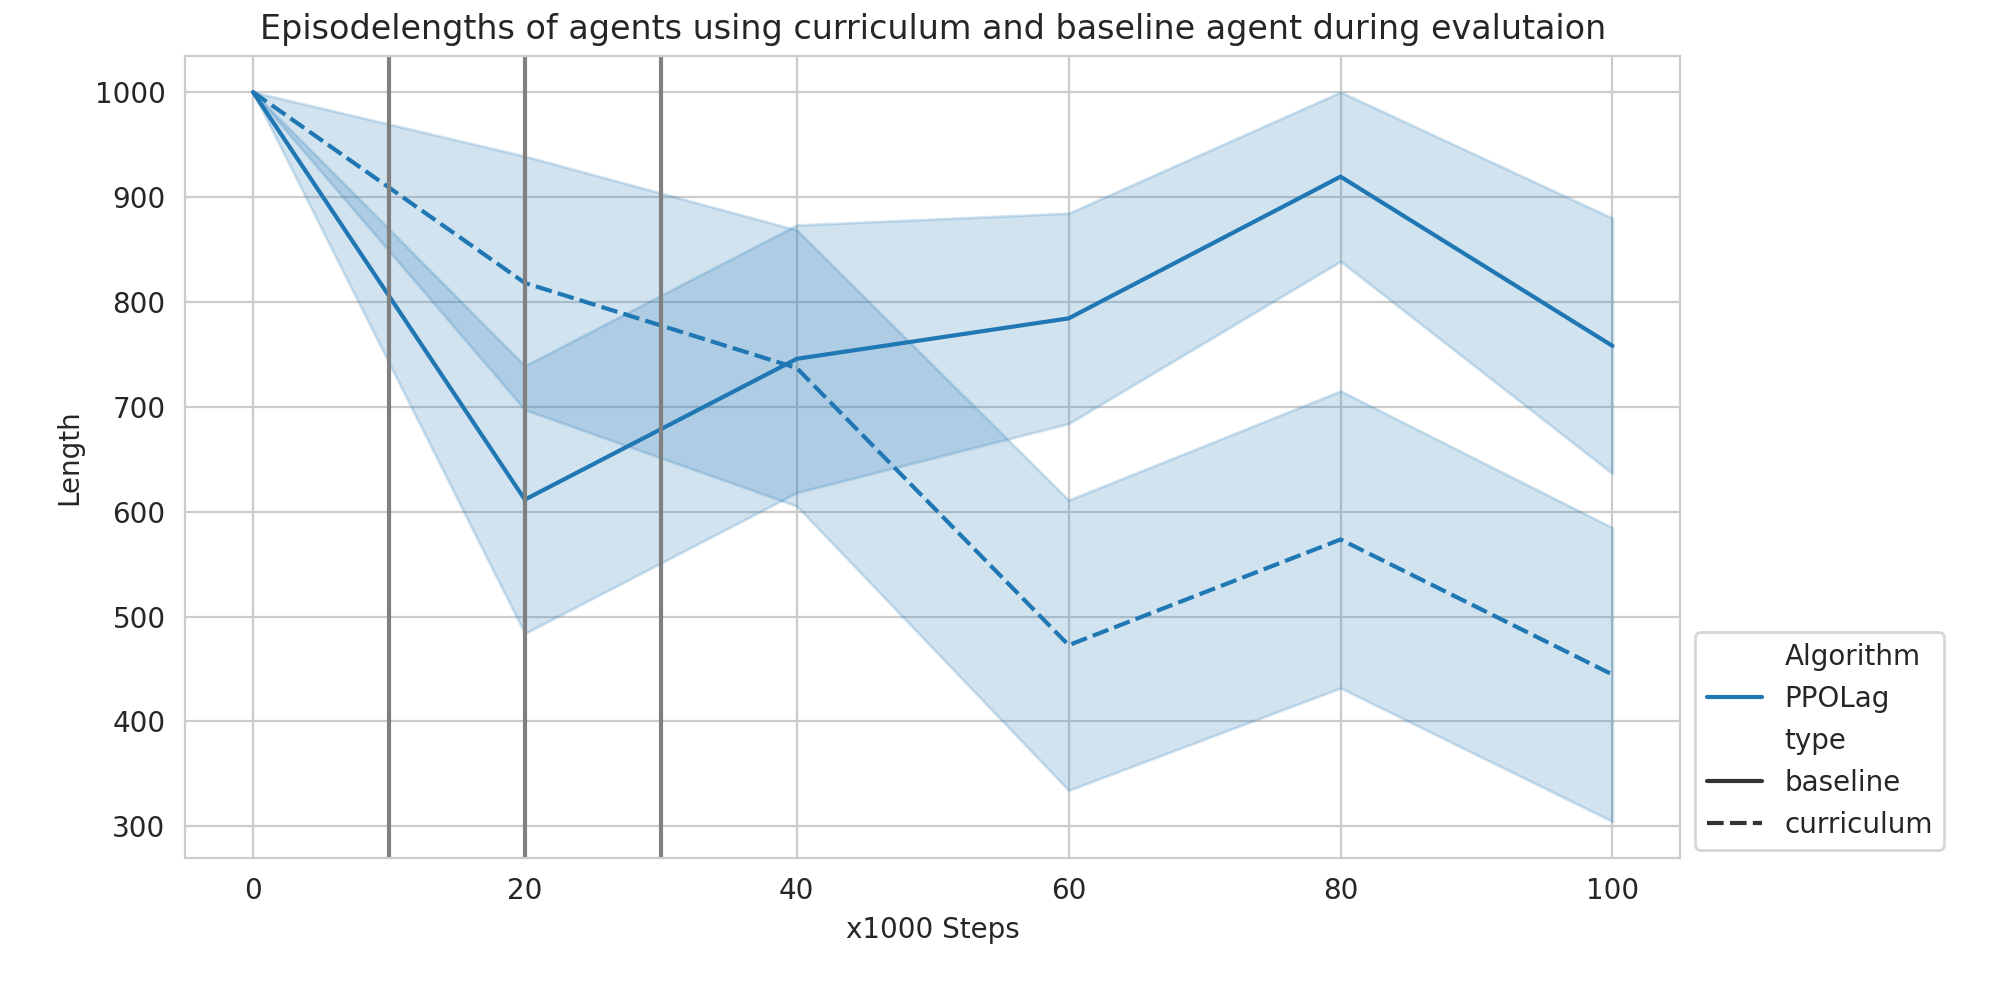 Episodelengths of agents using curriculum and baseline agent during evalutaion
1000
900
800
700
600
500
400
300
Length
0 20 40 60 80 100
x1000 Steps
Algorithm
PPOLag
type
baseline
curriculum